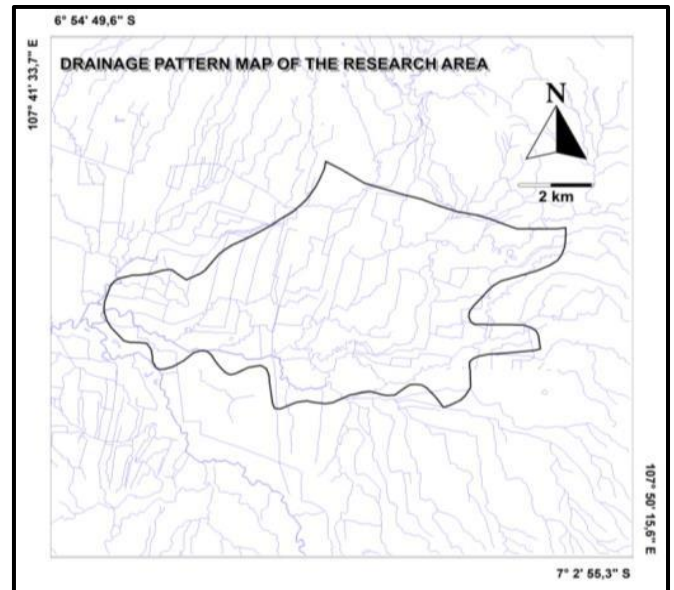 6° 54' 49,6" S
107° 41' 33,7" E
DRAINAGE PATTERN MAP OF THE RESEARCH AREA
N
2 km
107° 50' 15,6" E
7° 2' 55,3" S